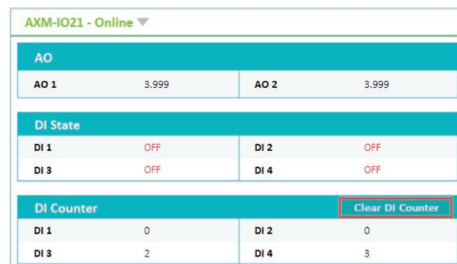 AXM-IO21 - Online
AO
AO 1 3.999 AO 2 3.999
DI State
DI 1 OFF DI 2 OFF
DI 3 OFF DI 4 OFF
DI Counter Clear DI Counter
DI 1 0 DI 2 0
DI 3 2 DI 4 3